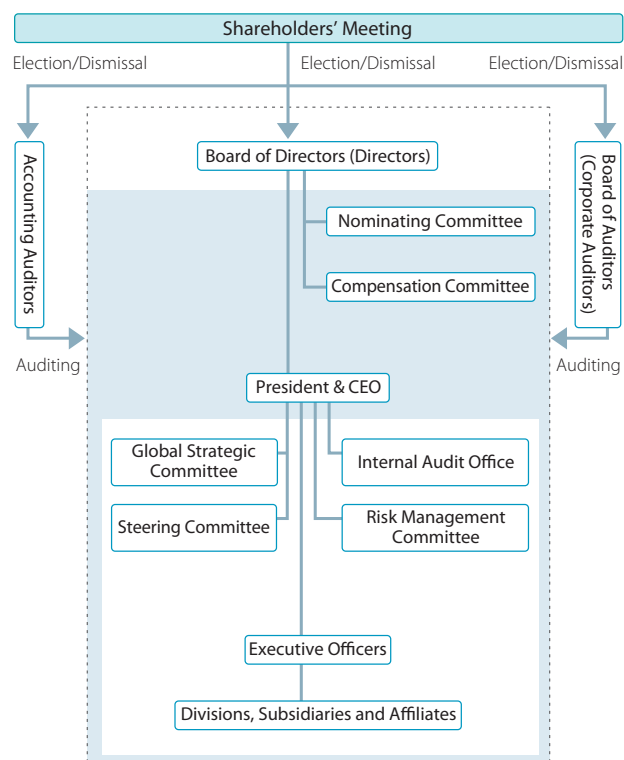 Shareholders’ Meeting
Election/Dismissal
Election/Dismissal
Election/Dismissal
Accounting Auditors
Board of Directors (Directors)
Board of Auditors
(Corporate Auditors)
Nominating Committee
Compensation Committee
Auditing
Auditing
President & CEO
Global Strategic
Committee
Internal Audit Office
Steering Committee
Risk Management
Committee
Executive Officers
Divisions, Subsidiaries and Affiliates